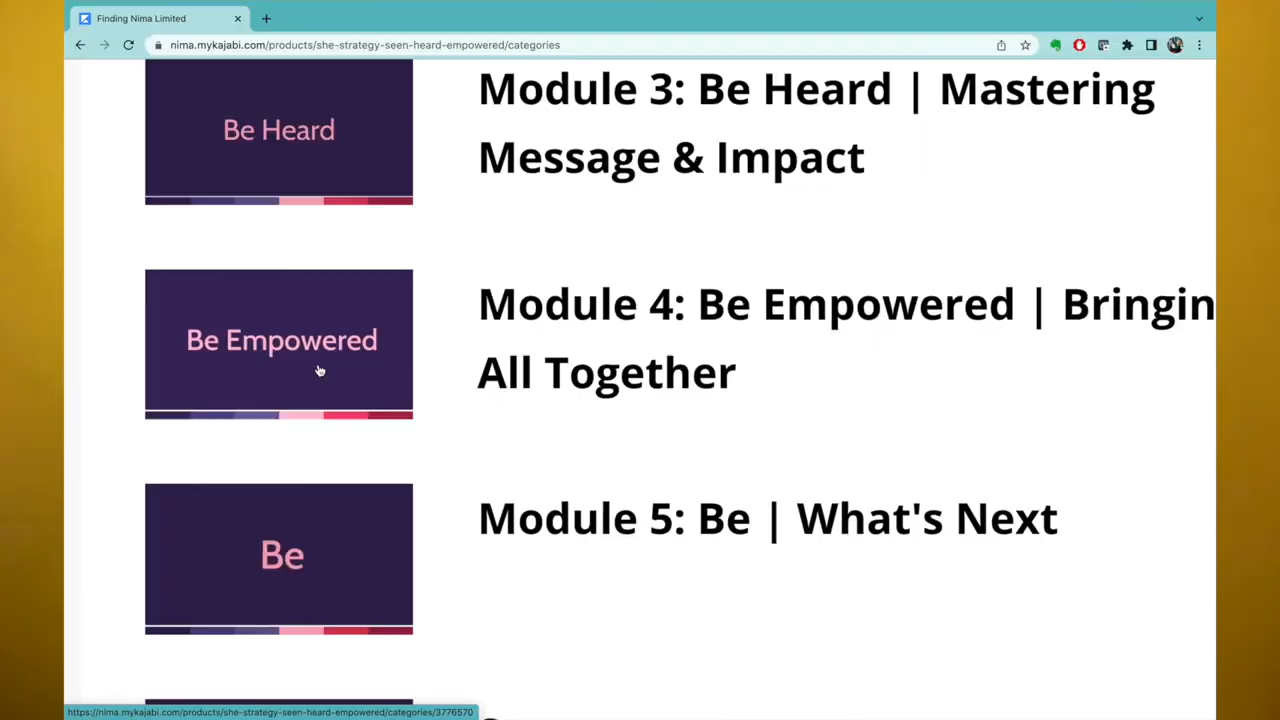 Finding Nima Limited
nima.mykajabi.com/products/she-strategy-seen-heard-empowered/categories
Be Heard
Module 3: Be Heard | Mastering
Message & Impact
Be Empowered
Module 4: Be Empowered | Bringin
All Together
Be
Module 5: Be | What's Next
https://nima.mykajabi.com/products/she-strategy-seen-heard-empowered/categories/3776570